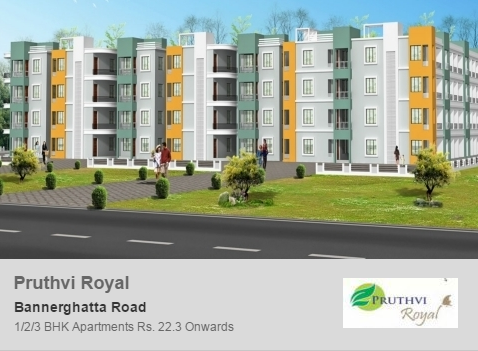 Pruthvi Royal
Bannerghatta Road
1/2/3 BHK Apartments Rs. 22.3 Onwards
PRUTHVI
Royal